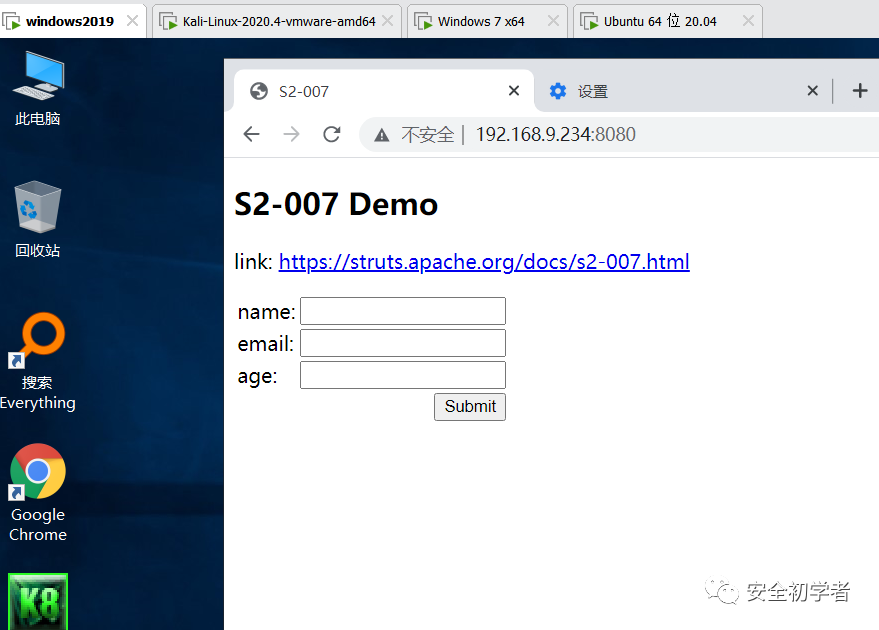 windows2019
Kali-Linux-2020.4-vmware-amd64
Windows 7 x64
Ubuntu 64 位 20.04
此电脑
回收站
搜索
Everything
Google
Chrome
K8
S2-007
设置
不安全 | 192.168.9.234:8080
S2-007 Demo
link: https://struts.apache.org/docs/s2-007.html
name:
email:
age:
Submit
安全初学者